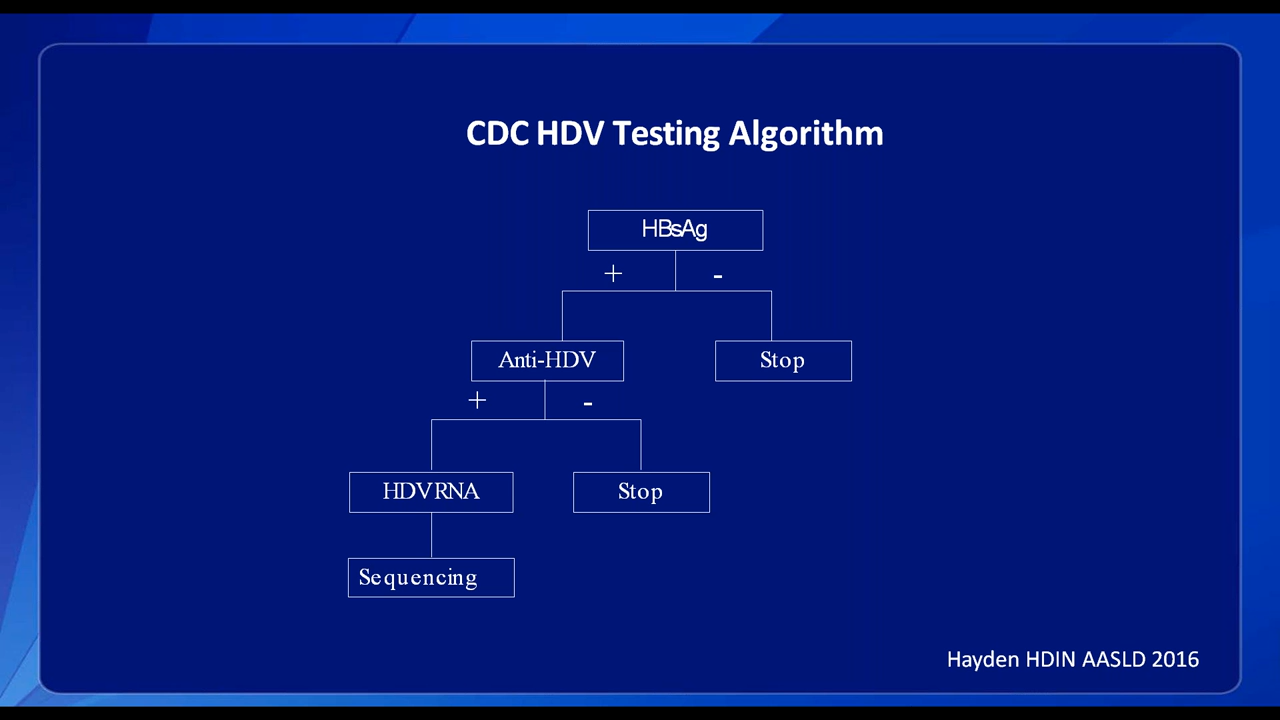 CDC HDV Testing Algorithm
HBsAg
+ -
Anti-HDV Stop
+ -
HDVRNA Stop
Sequencing
Hayden HDIN AASLD 2016